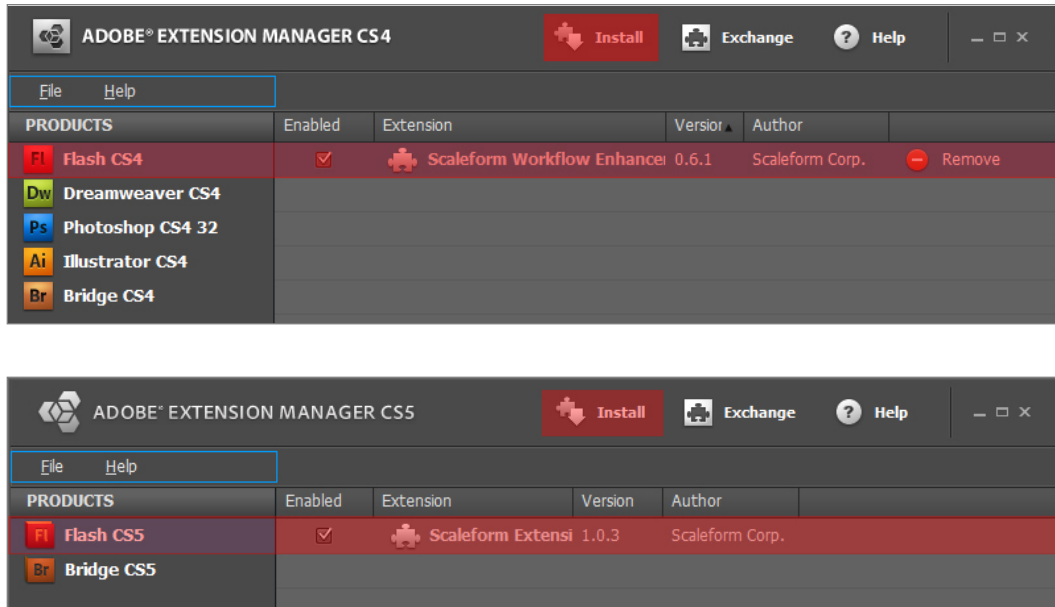 ADOBE® EXTENSION MANAGER CS4 Install Exchange ? Help
File Help
PRODUCTS Enabled Extension Version Author
Fl Flash CS4 Scaleform Workflow Enhancer 0.6.1 Scaleform Corp. Remove
Dw Dreamweaver CS4
Ps Photoshop CS4 32
Ai Illustrator CS4
Br Bridge CS4
ADOBE® EXTENSION MANAGER CS5 Install Exchange ? Help
File Help
PRODUCTS Enabled Extension Version Author
Fl Flash CS5 Scaleform Extensi 1.0.3 Scaleform Corp.
Br Bridge CS5